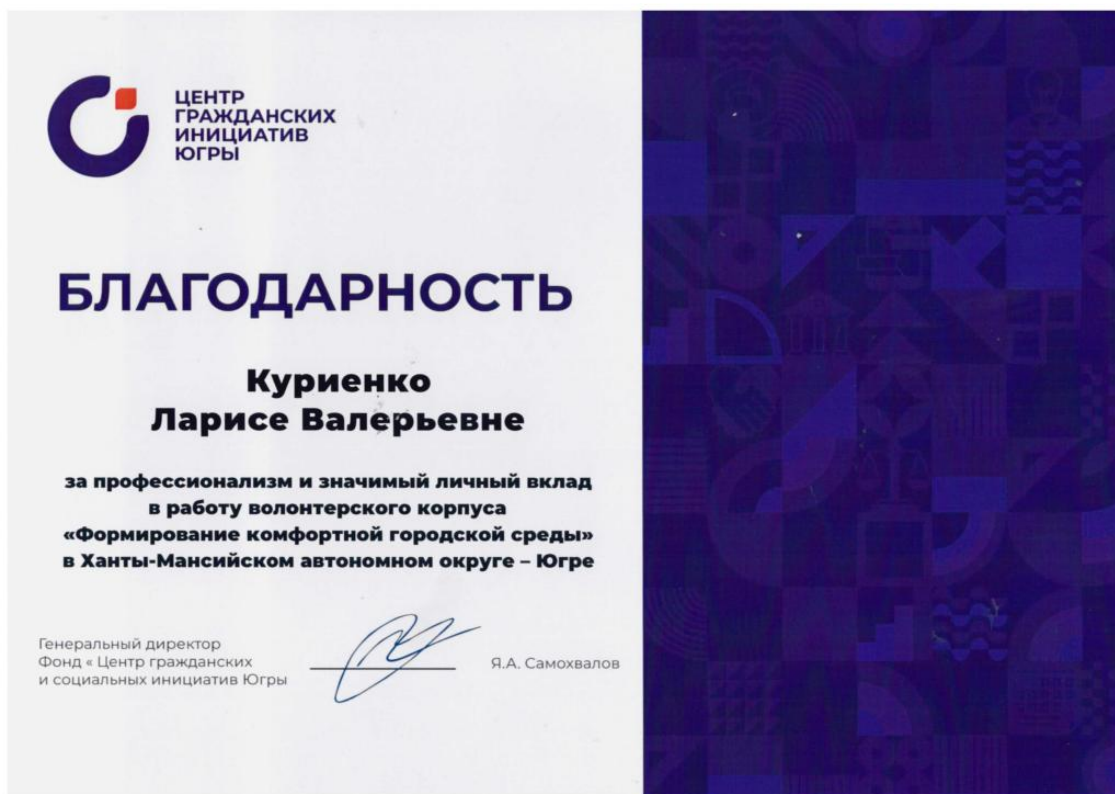 ЦЕНТР
ГРАЖДАНСКИХ
ИНИЦИАТИВ
ЮГРЫ
БЛАГОДАРНОСТЬ
Куриенко
Ларисе Валерьевне
за профессионализм и значимый личный вклад
в работу волонтерского корпуса
«Формирование комфортной городской среды»
в Ханты-Мансийском автономном округе – Югре
Генеральный директор
Фонд « Центр гражданских
и социальных инициатив Югры
Я.А. Самохвалов